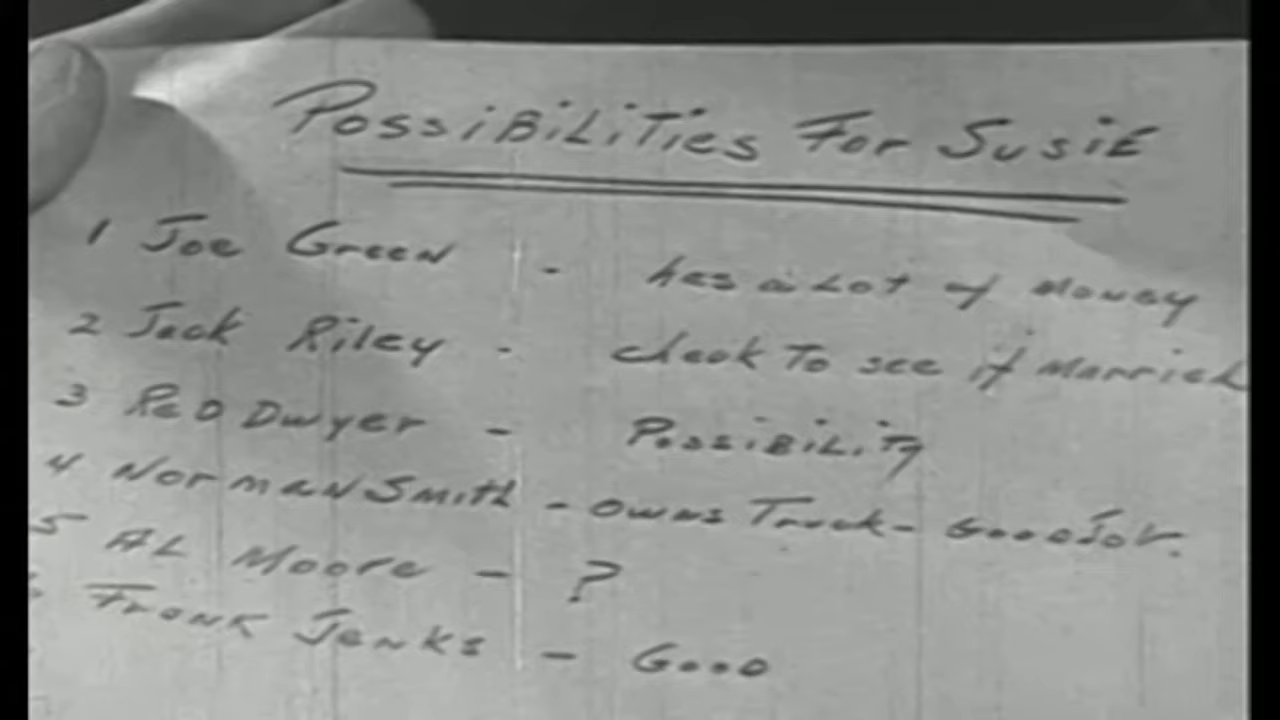 Possibilities For Susie
1 Joe Green - has a Lot of Money
2 Jack Riley - check To see if Married
3 Red Dwyer - Possibility
4 Norman Smith - owns Truck - Good Job.
5 AL Moore - ?
6 Frank Jenks - Good